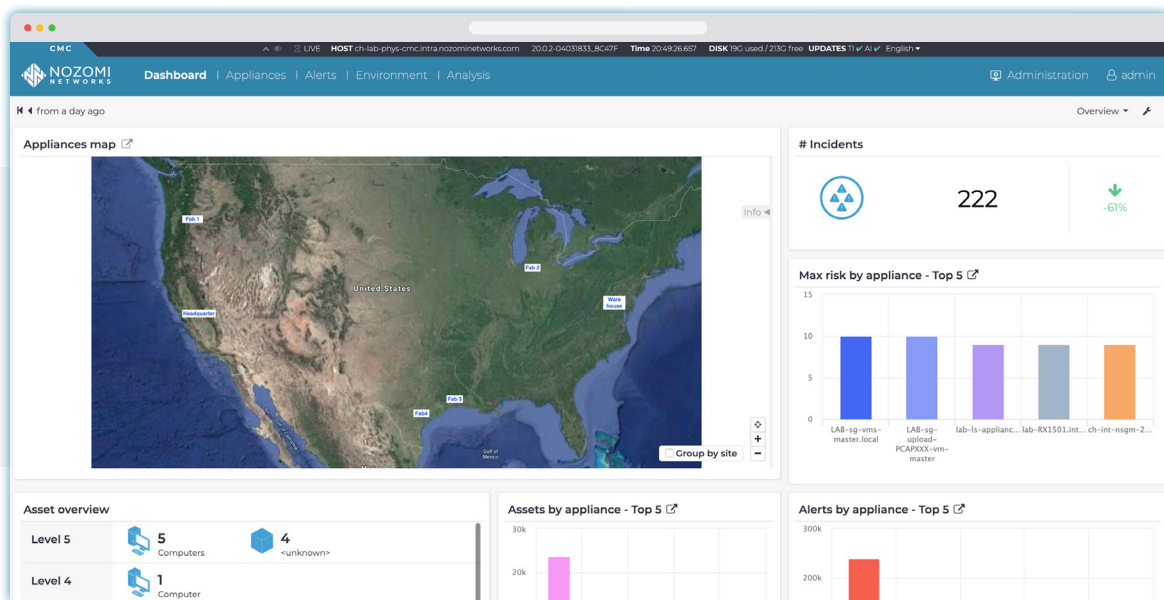 CMC
LIVE HOST ch-lab-phys-cmc.intra.nozominetworks.com 20.0.2-04031833_8C47F Time 20:49:26.657 DISK 19G used / 213G free UPDATES TI ✔ AI ✔ English
NOZOMI
NETWORKS
Dashboard | Appliances | Alerts | Environment | Analysis
Administration
admin
from a day ago
Overview
Appliances map
Info
Fab 1
Fab 2
United States
Ware
house
Headquarter
Fab 3
Fab4
Gulf of
Mexico
Group by site
# Incidents
222
-61%
Max risk by appliance - Top 5
15
10
5
0
LAB-sg-vms-
master.local
LAB-sg-
upload-
PCAPXXX-vm-
master
lab-ls-applianc...
lab-RX1501.int...
ch-int-nsgm-2...
Asset overview
Level 5
5
Computers
4
<unknown>
Level 4
1
Computer
Assets by appliance - Top 5
30k
20k
Alerts by appliance - Top 5
300k
200k